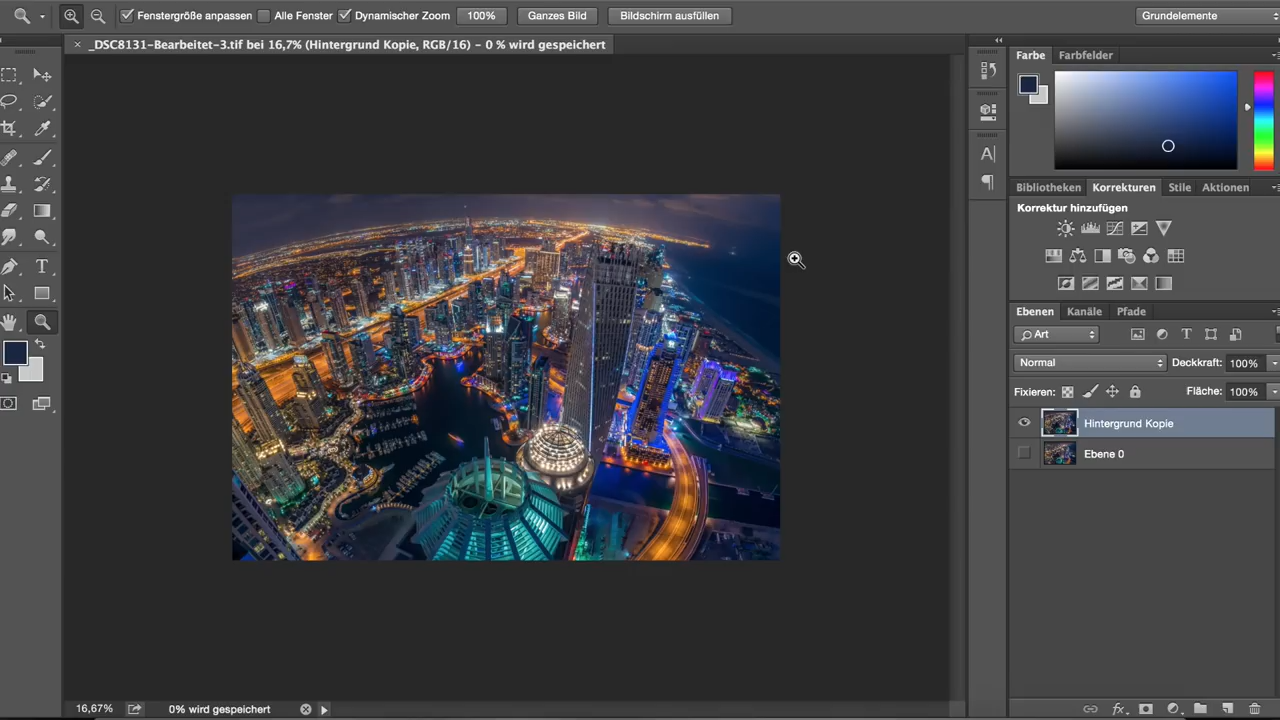 Fenstergröße anpassen Alle Fenster Dynamischer Zoom 100% Ganzes Bild Bildschirm ausfüllen Grundelemente
× _DSC8131-Bearbeitet-3.tif bei 16,7% (Hintergrund Kopie, RGB/16) – 0 % wird gespeichert
Farbe Farbfelder
Bibliotheken Korrekturen Stile Aktionen
Korrektur hinzufügen
Ebenen Kanäle Pfade
Art
Normal Deckkraft: 100%
Fixieren: Fläche: 100%
Hintergrund Kopie
Ebene 0
16,67% 0% wird gespeichert